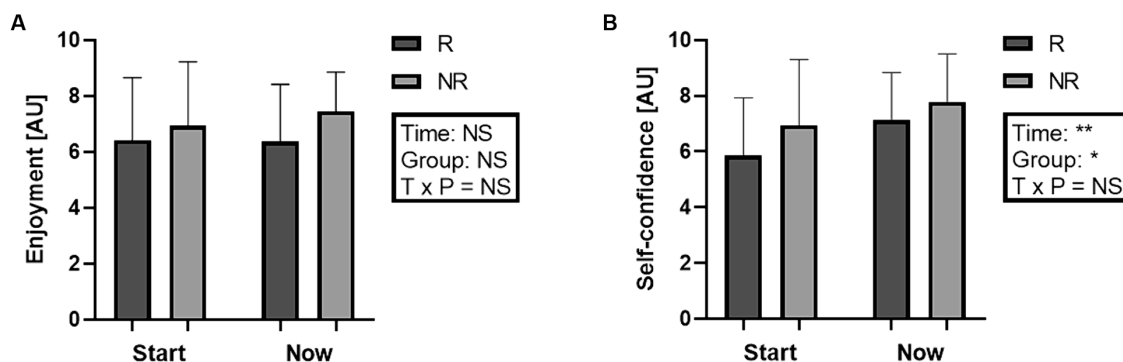 A
Enjoyment [AU]
10
8
6
4
2
0
Start
Now
R
NR
Time: NS
Group: NS
T x P = NS
B
Self-confidence [AU]
10
8
6
4
2
0
Start
Now
R
NR
Time: **
Group: *
T x P = NS